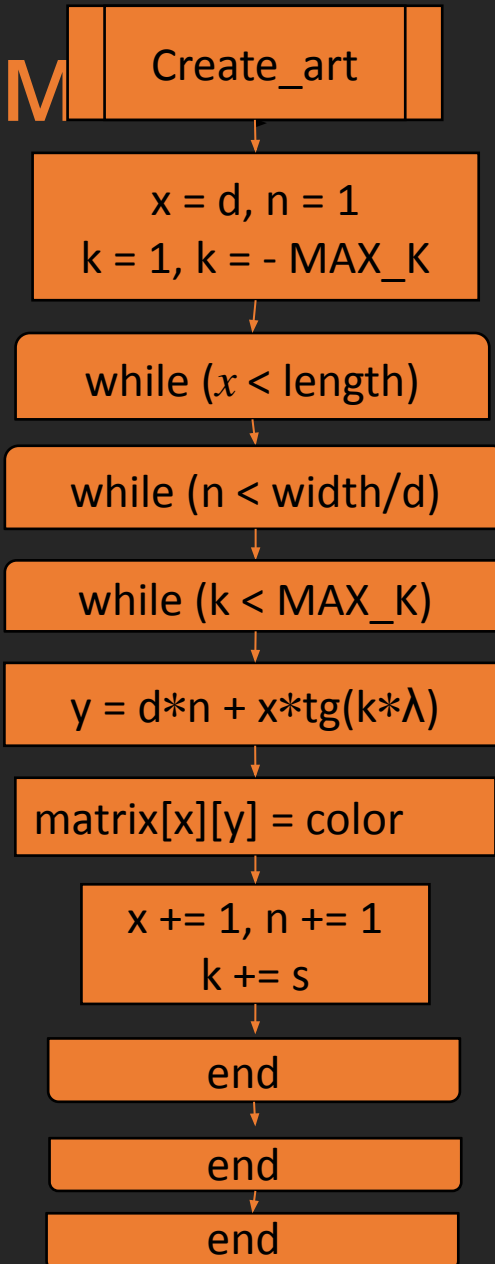 M
Create_art
x = d, n = 1
k = 1, k = - MAX_K
while (x < length)
while (n < width/d)
while (k < MAX_K)
y = d*n + x*tg(k*λ)
matrix[x][y] = color
x += 1, n += 1
k += s
end
end
end